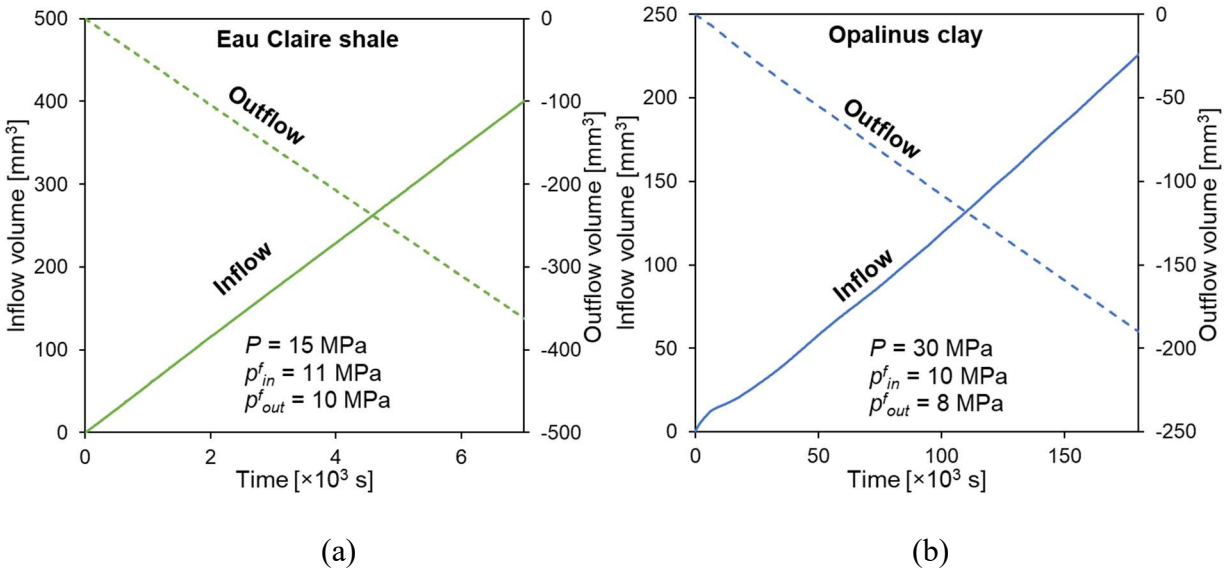 Eau Claire shale
Inflow volume [mm³]
500
400
300
200
100
0
Outflow
Inflow
P = 15 MPa
pᶠin = 11 MPa
pᶠout = 10 MPa
0
-100
-200
-300
-400
-500
Outflow volume [mm³]
0 2 4 6
Time [×10³ s]
(a)
Opalinus clay
Inflow volume [mm³]
250
200
150
100
50
0
Outflow
Inflow
P = 30 MPa
pᶠin = 10 MPa
pᶠout = 8 MPa
0
-50
-100
-150
-200
-250
Outflow volume [mm³]
0 50 100 150
Time [×10³ s]
(b)